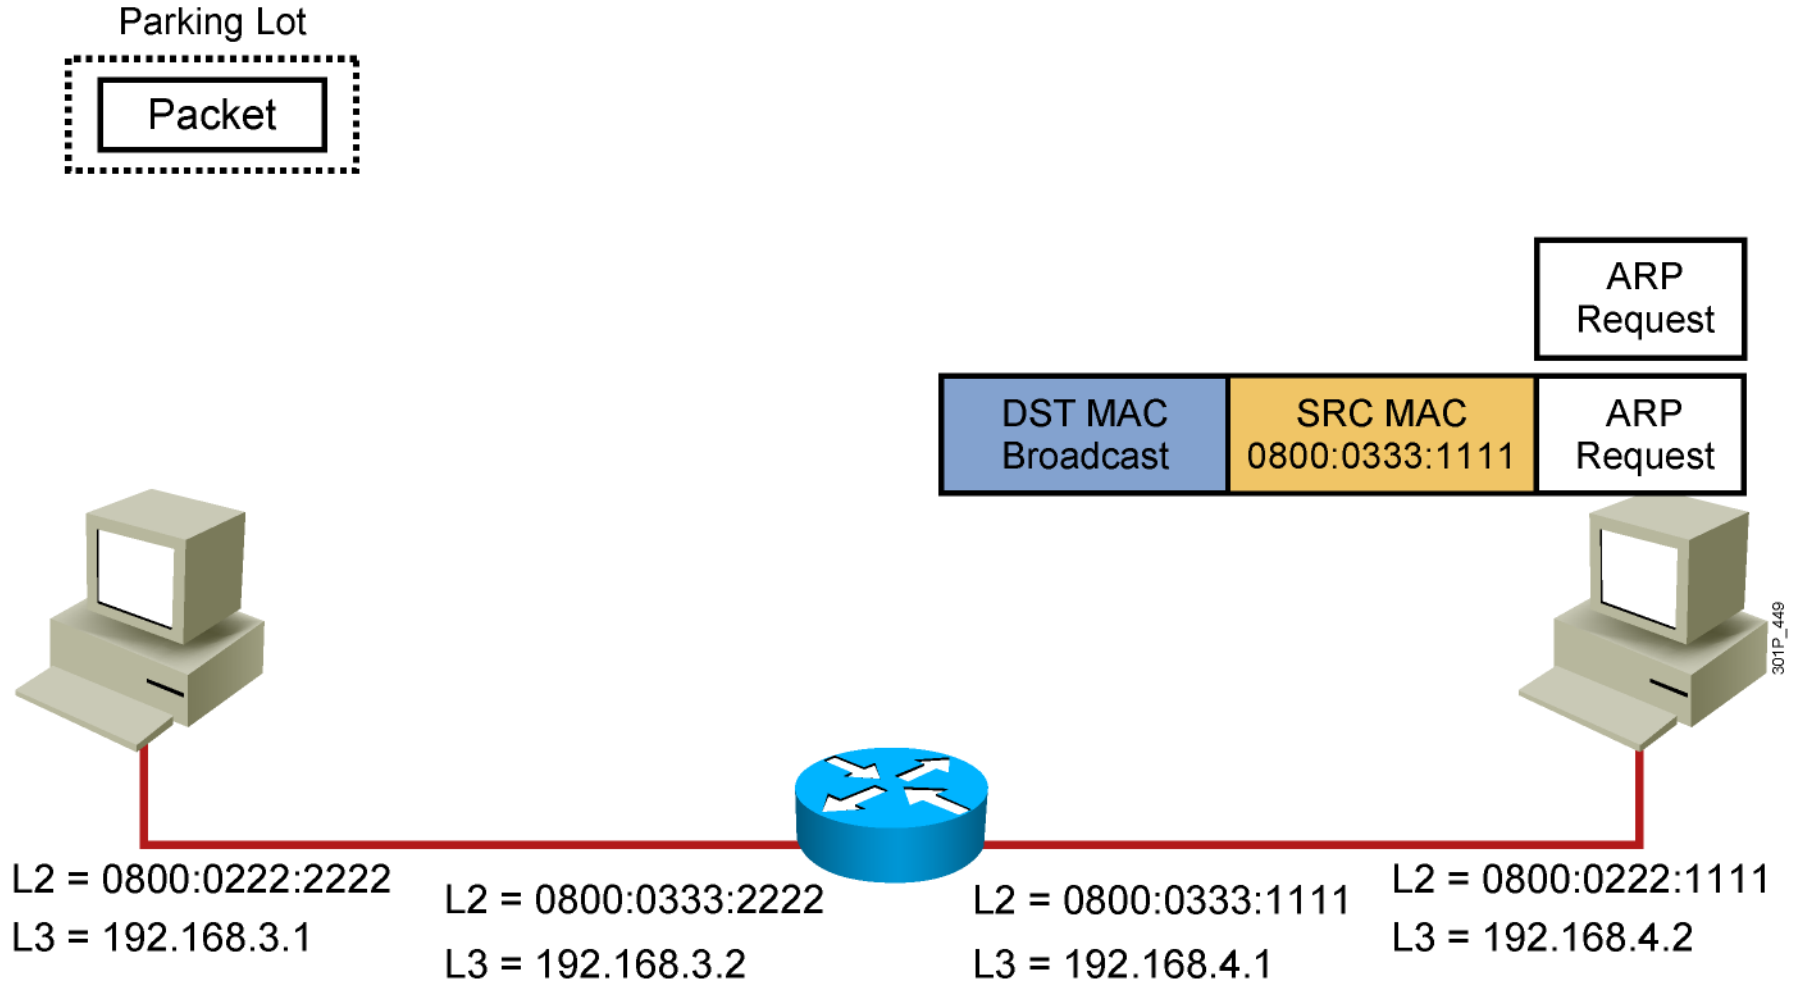 Parking Lot
Packet
ARP
Request
DST MAC
Broadcast
SRC MAC
0800:0333:1111
ARP
Request
301P_449
L2 = 0800:0222:2222
L3 = 192.168.3.1
L2 = 0800:0333:2222
L3 = 192.168.3.2
L2 = 0800:0333:1111
L3 = 192.168.4.1
L2 = 0800:0222:1111
L3 = 192.168.4.2